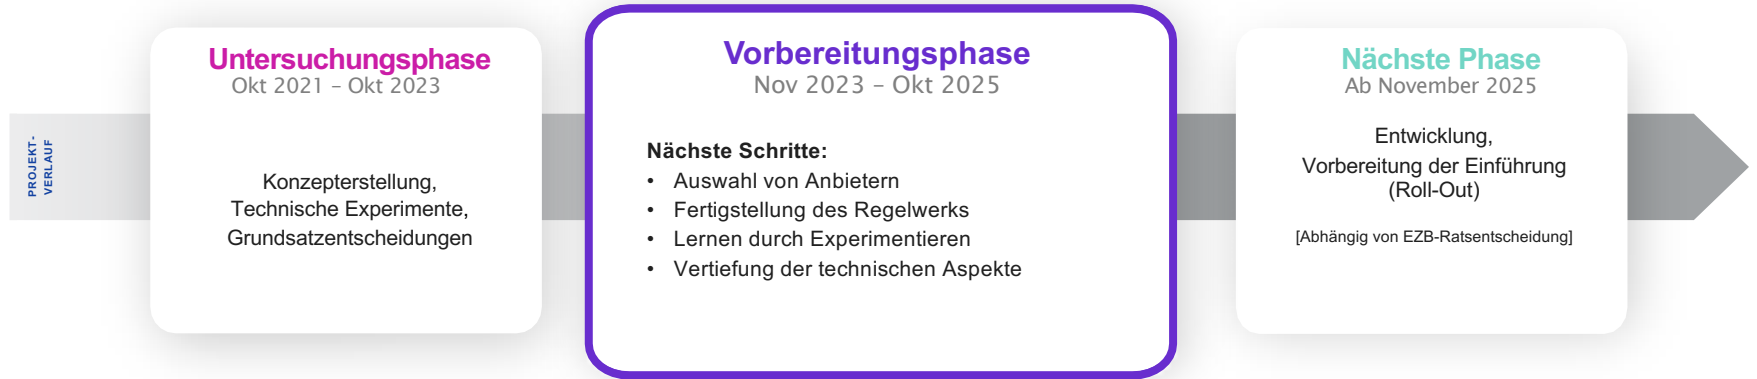 PROJEKT-
VERLAUF
Untersuchungsphase
Okt 2021 – Okt 2023
Konzepterstellung,
Technische Experimente,
Grundsatzentscheidungen
Vorbereitungsphase
Nov 2023 – Okt 2025
Nächste Schritte:
• Auswahl von Anbietern
• Fertigstellung des Regelwerks
• Lernen durch Experimentieren
• Vertiefung der technischen Aspekte
Nächste Phase
Ab November 2025
Entwicklung,
Vorbereitung der Einführung
(Roll-Out)
[Abhängig von EZB-Ratsentscheidung]